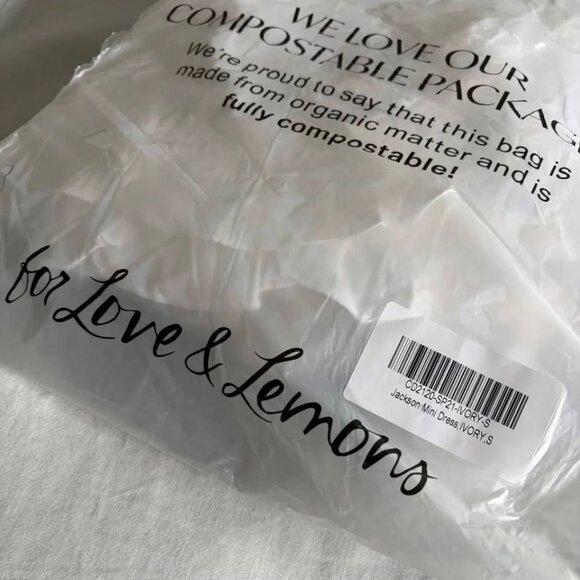 WE LOVE OUR
COMPOSTABLE PACKAGI
We're proud to say that this bag is
made from organic matter and is
fully compostable!
for Love & Lemons
CD2120-SP21-IVORY-S
Jackson Mini Dress,IVORY,S